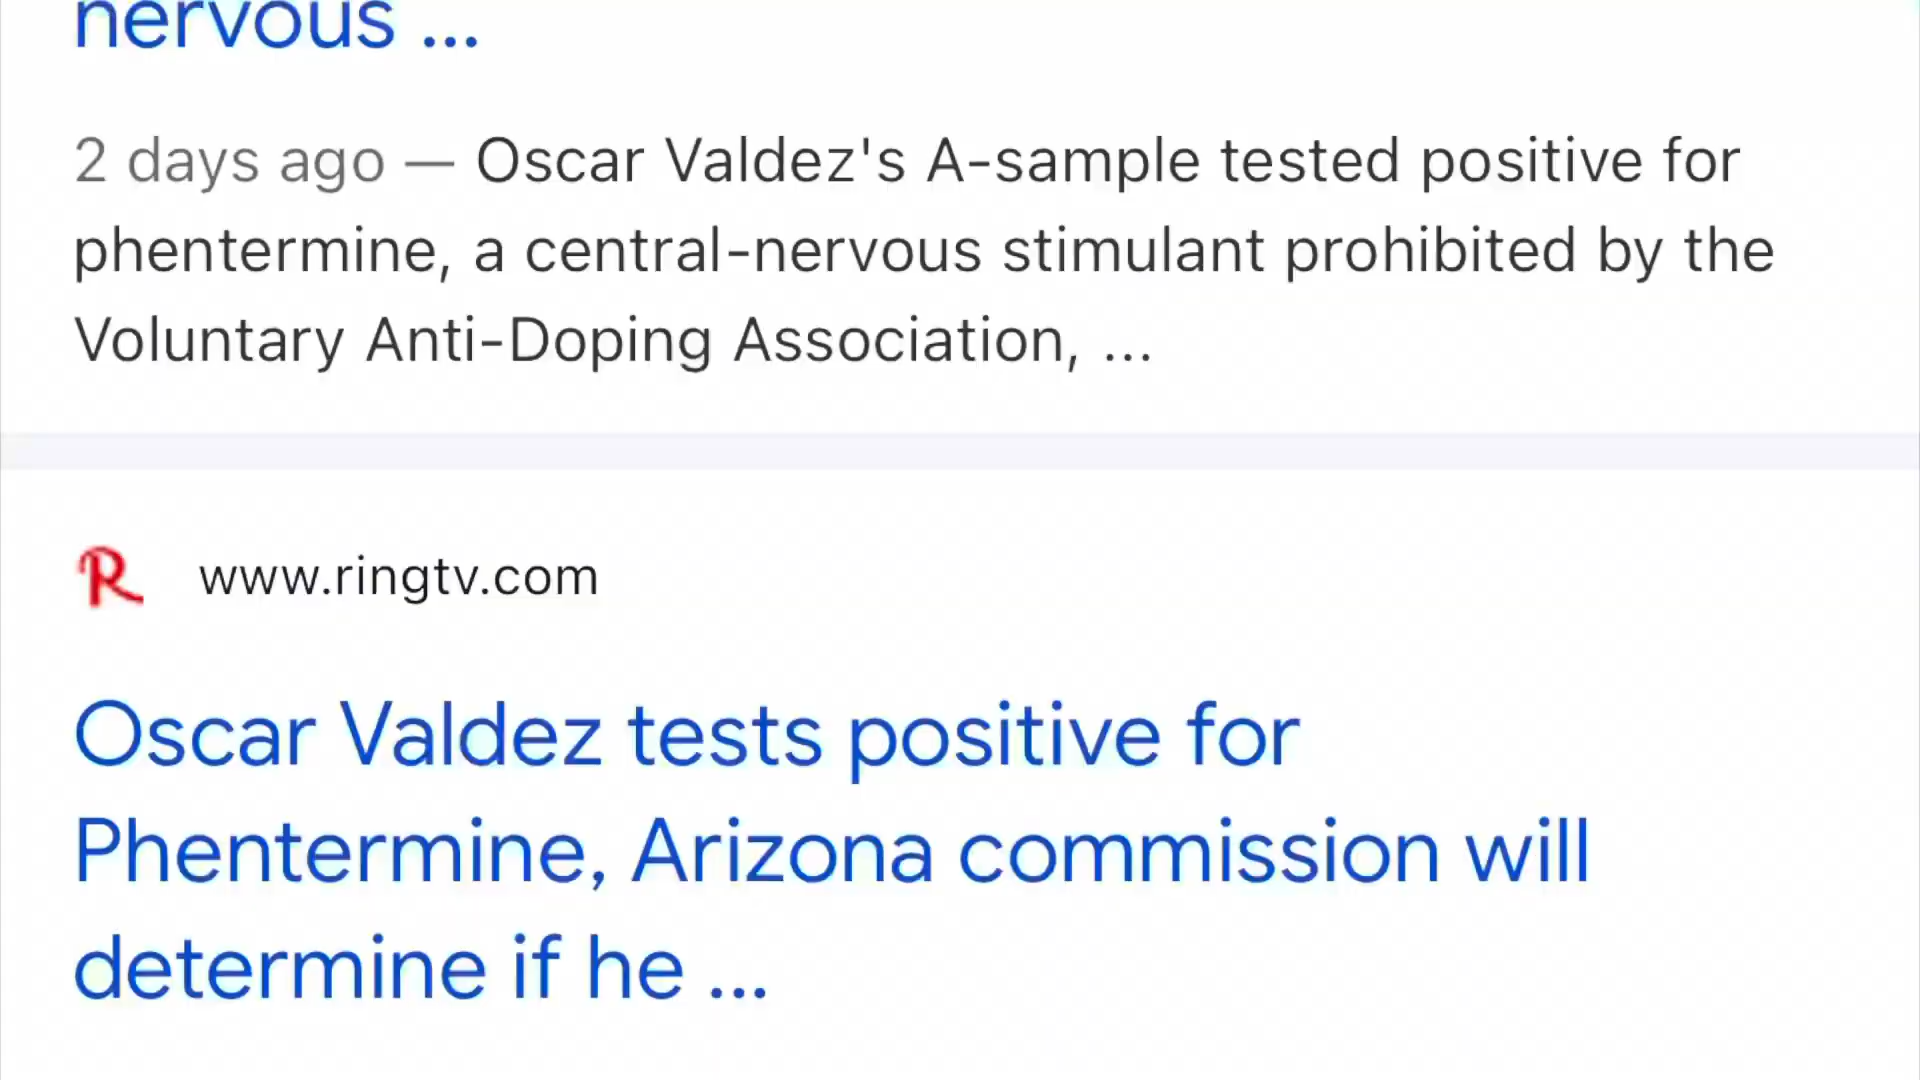 nervous ...
2 days ago — Oscar Valdez's A-sample tested positive for
phentermine, a central-nervous stimulant prohibited by the
Voluntary Anti-Doping Association, ...
R www.ringtv.com
Oscar Valdez tests positive for
Phentermine, Arizona commission will
determine if he ...